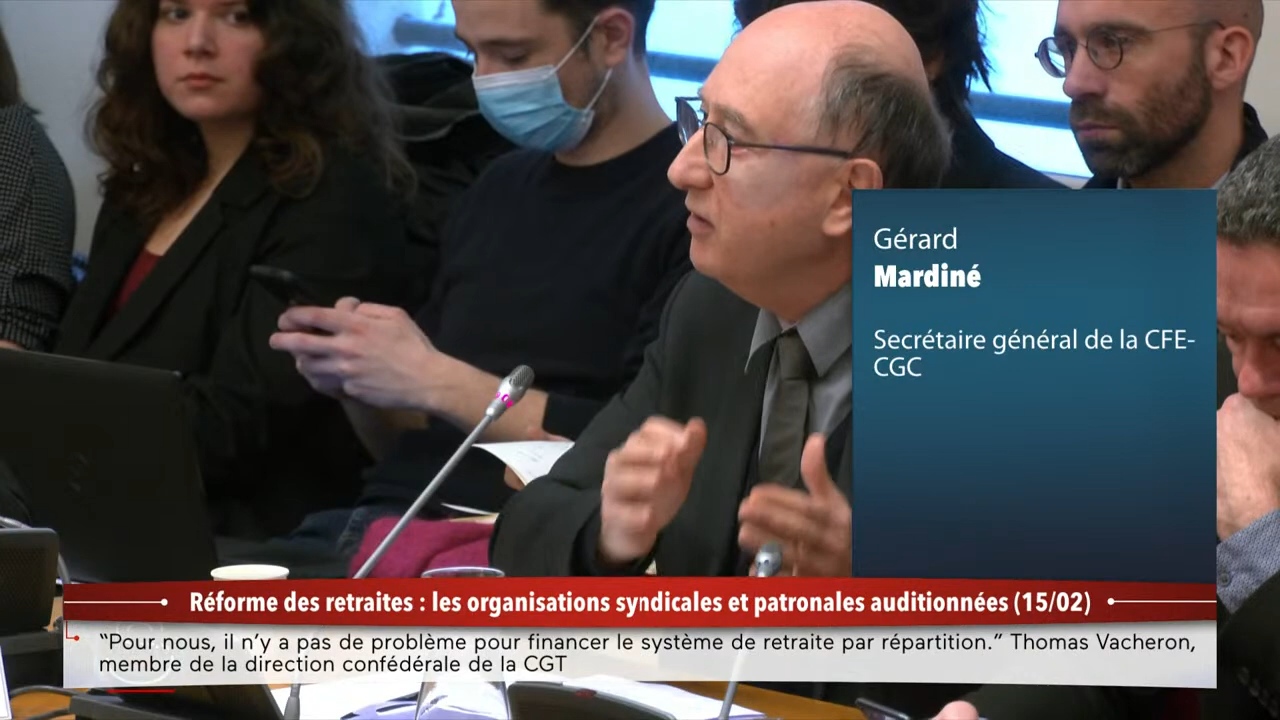 Gérard
Mardiné
Secrétaire général de la CFE-
CGC
Réforme des retraites : les organisations syndicales et patronales auditionnées (15/02)
“Pour nous, il n’y a pas de problème pour financer le système de retraite par répartition.” Thomas Vacheron,
membre de la direction confédérale de la CGT